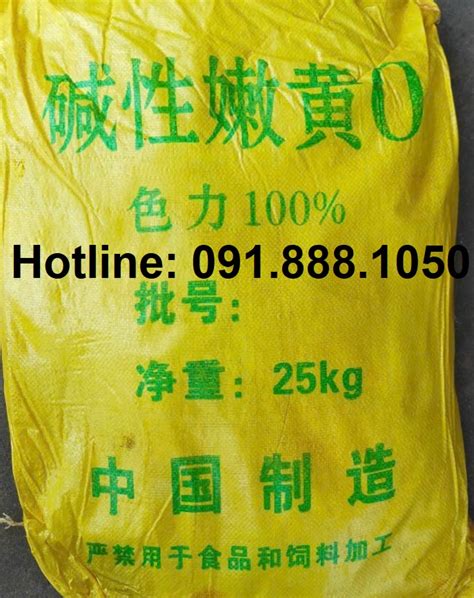 碱性嫩黄O
色力100%
Hotline: 091.888.1050
批号:
净重: 25kg
中国制造
严禁用于食品和饲料加工